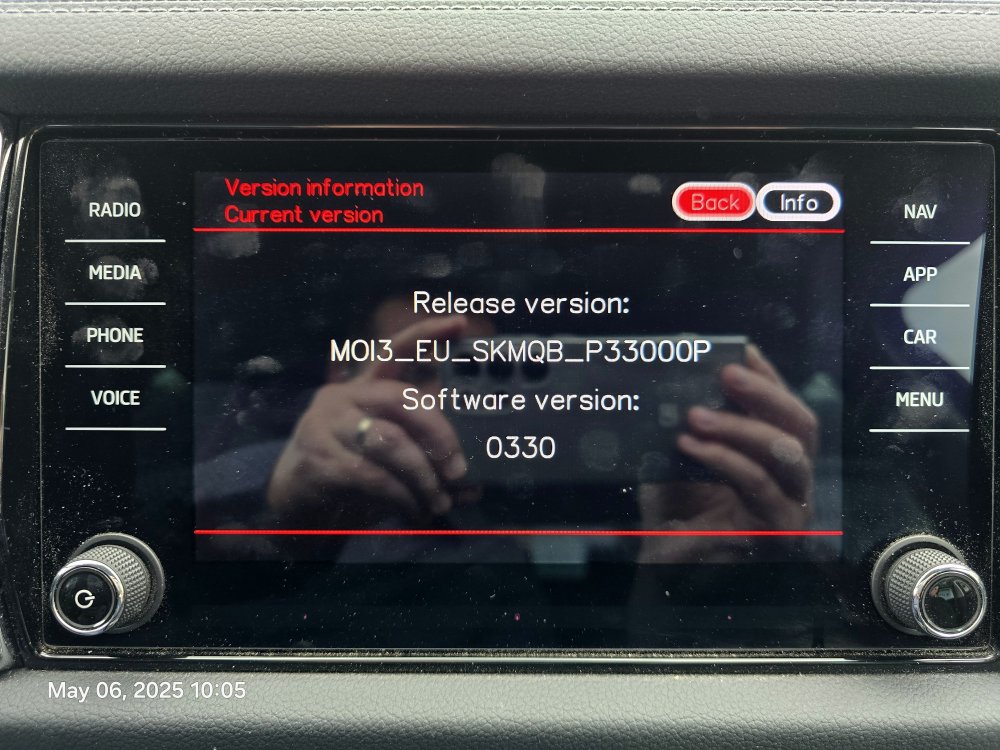 Version information
Current version
Back
Info
RADIO
MEDIA
PHONE
VOICE
Release version:
MOI3_EU_SKMQB_P33000P
Software version:
0330
NAV
APP
CAR
MENU
May 06, 2025 10:05